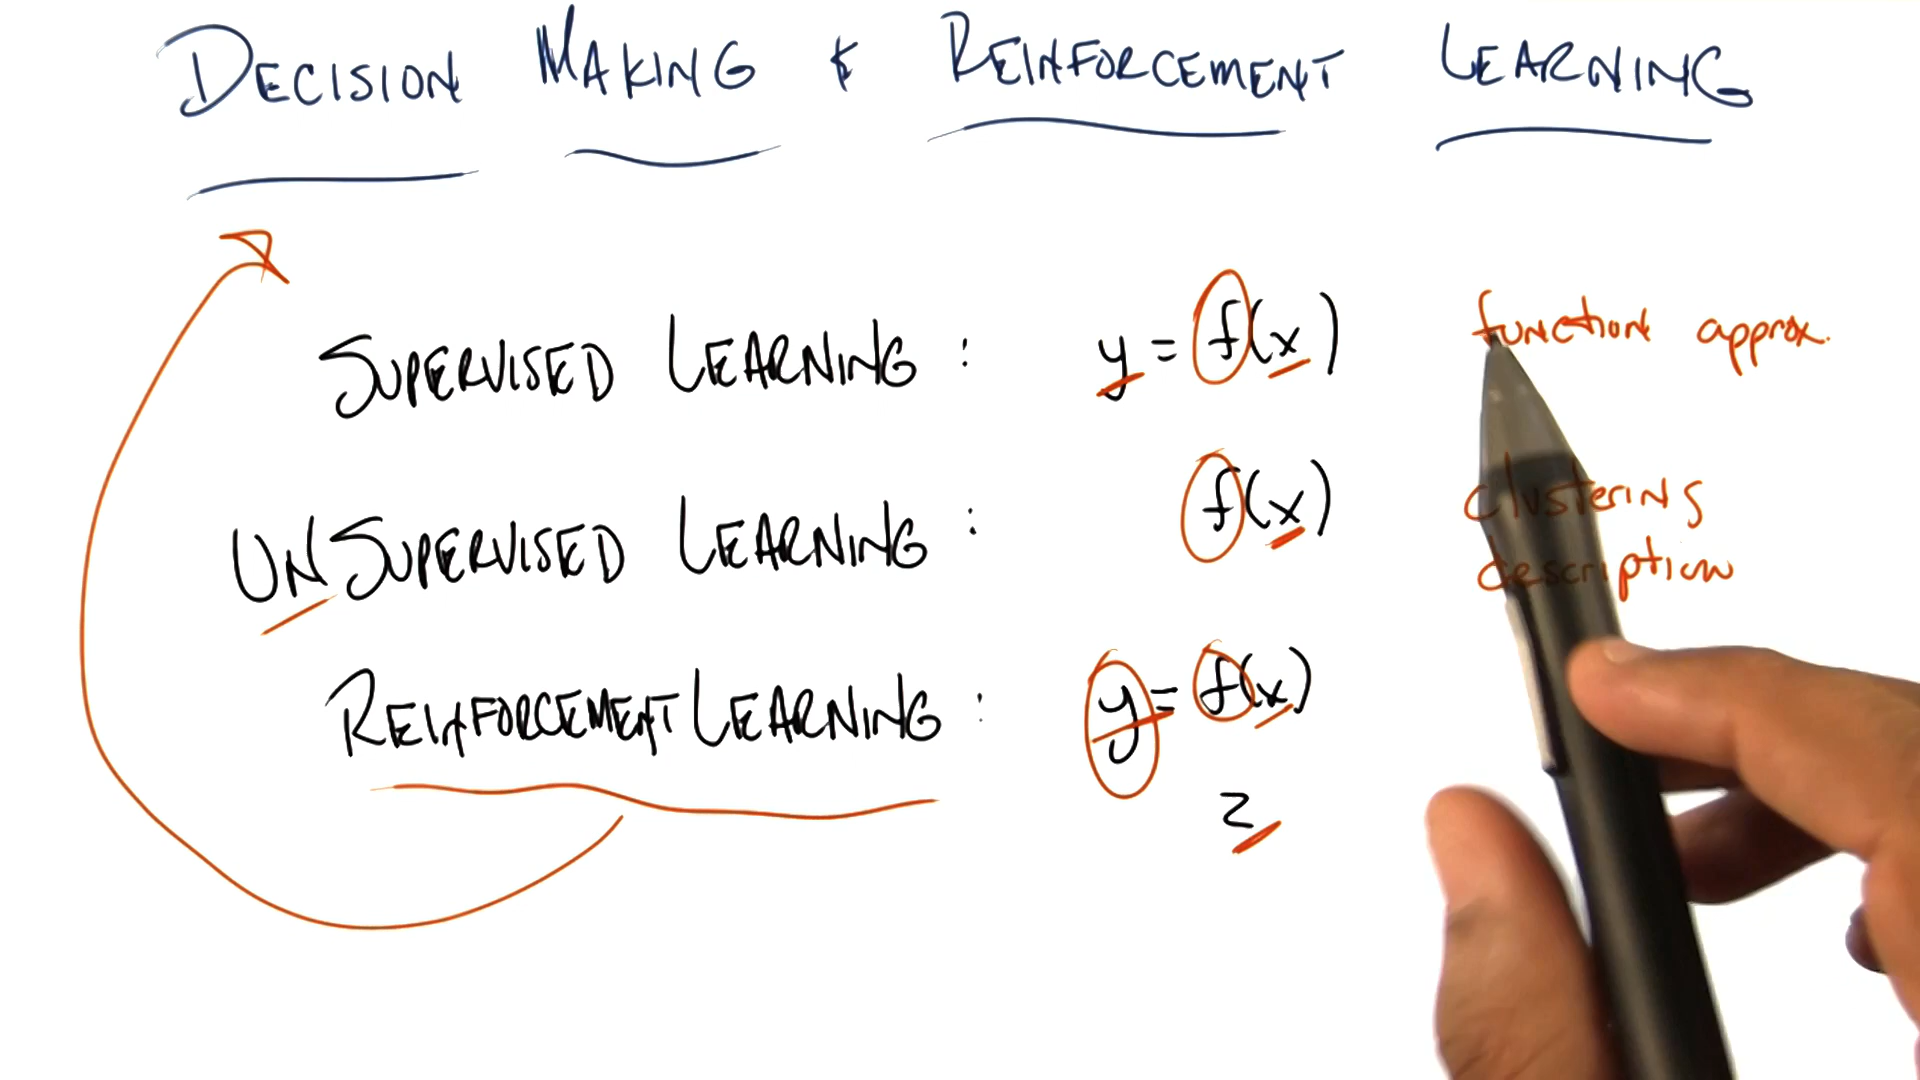 DECISION MAKING & REINFORCEMENT LEARNING
SUPERVISED LEARNING : y = f(x) function approx.
UNSUPERVISED LEARNING : f(x) clustering
description
REINFORCEMENT LEARNING : y = f(x)
z